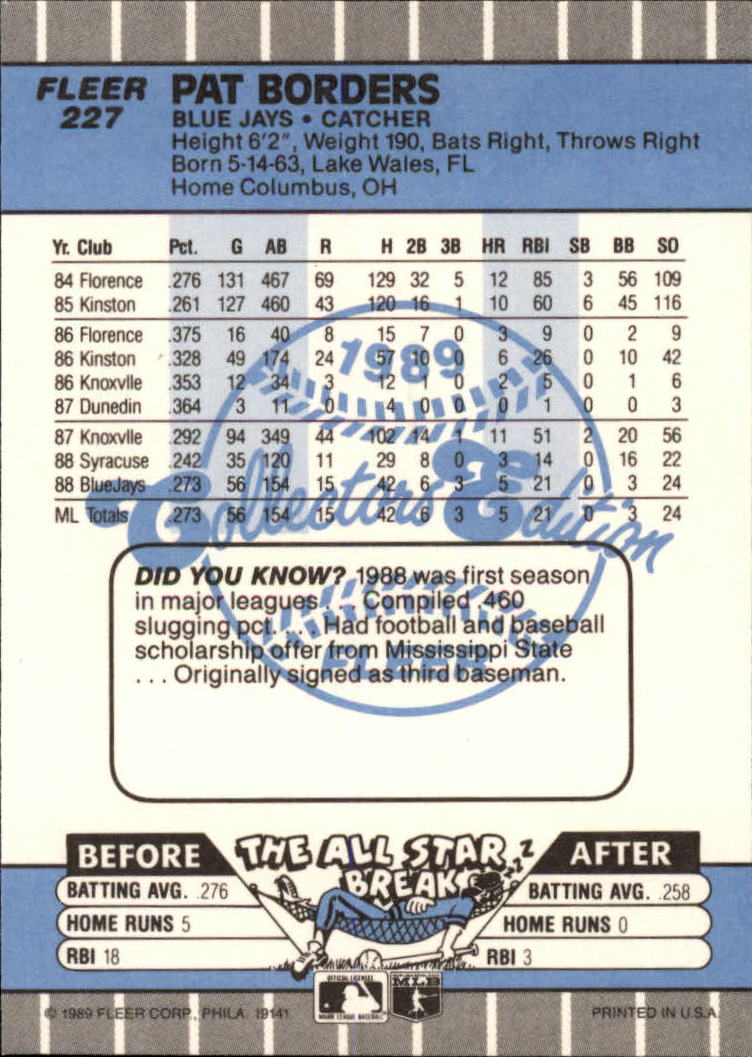 FLEER PAT BORDERS
227 BLUE JAYS • CATCHER
Height 6'2", Weight 190, Bats Right, Throws Right
Born 5-14-63, Lake Wales, FL
Home Columbus, OH
Yr. Club Pct. G AB R H 2B 3B HR RBI SB BB SO
84 Florence .276 131 467 69 129 32 5 12 85 3 56 109
85 Kinston .261 127 460 43 120 16 1 10 60 6 45 116
86 Florence .375 16 40 8 15 7 0 3 9 0 2 9
86 Kinston .328 49 174 24 57 10 0 6 26 0 10 42
86 Knoxvlle .353 12 34 3 12 1 0 2 5 0 1 6
87 Dunedin .364 3 11 0 4 0 0 0 1 0 0 3
87 Knoxvlle .292 94 349 44 102 14 1 11 51 2 20 56
88 Syracuse .242 35 120 11 29 8 0 3 14 0 16 22
88 BlueJays .273 56 154 15 42 6 3 5 21 0 3 24
ML Totals .273 56 154 15 42 6 3 5 21 0 3 24
1989
Collectors Edition
FLEER
DID YOU KNOW? 1988 was first season
in major leagues . . . Compiled .460
slugging pct. . . . Had football and baseball
scholarship offer from Mississippi State
. . . Originally signed as third baseman.
BEFORE THE ALL STAR BREAK ZZZ AFTER
BATTING AVG. .276 BATTING AVG. .258
HOME RUNS 5 HOME RUNS 0
RBI 18 RBI 3
OFFICIAL LICENSEE
MAJOR LEAGUE BASEBALL
MLB
© 1989 FLEER CORP., PHILA. 19141 PRINTED IN U.S.A.